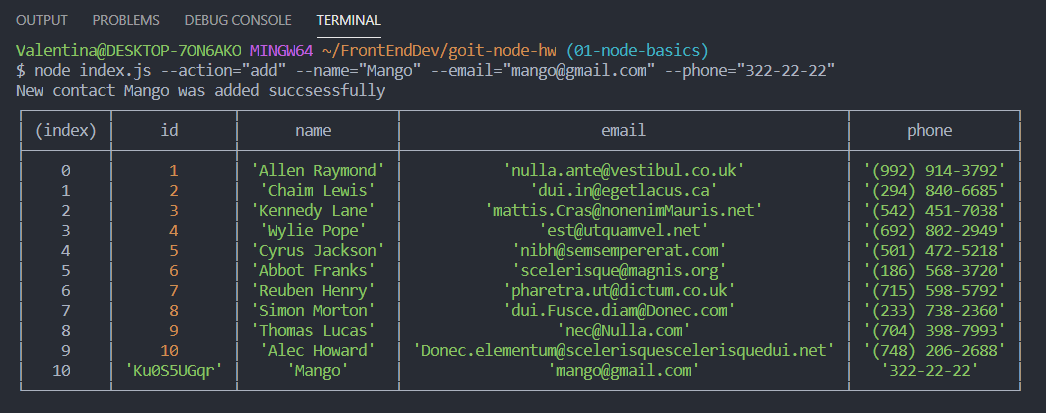 OUTPUT PROBLEMS DEBUG CONSOLE TERMINAL
Valentina@DESKTOP-7ON6AKO MINGW64 ~/FrontEndDev/goit-node-hw (01-node-basics)
$ node index.js --action="add" --name="Mango" --email="mango@gmail.com" --phone="322-22-22"
New contact Mango was added succsessfully
(index) id name email phone
0 1 'Allen Raymond' 'nulla.ante@vestibul.co.uk' '(992) 914-3792'
1 2 'Chaim Lewis' 'dui.in@egetlacus.ca' '(294) 840-6685'
2 3 'Kennedy Lane' 'mattis.Cras@nonenimMauris.net' '(542) 451-7038'
3 4 'Wylie Pope' 'est@utquamvel.net' '(692) 802-2949'
4 5 'Cyrus Jackson' 'nibh@semsempererat.com' '(501) 472-5218'
5 6 'Abbot Franks' 'scelerisque@magnis.org' '(186) 568-3720'
6 7 'Reuben Henry' 'pharetra.ut@dictum.co.uk' '(715) 598-5792'
7 8 'Simon Morton' 'dui.Fusce.diam@Donec.com' '(233) 738-2360'
8 9 'Thomas Lucas' 'nec@Nulla.com' '(704) 398-7993'
9 10 'Alec Howard' 'Donec.elementum@scelerisquescelerisquedui.net' '(748) 206-2688'
10 'Ku0S5UGqr' 'Mango' 'mango@gmail.com' '322-22-22'